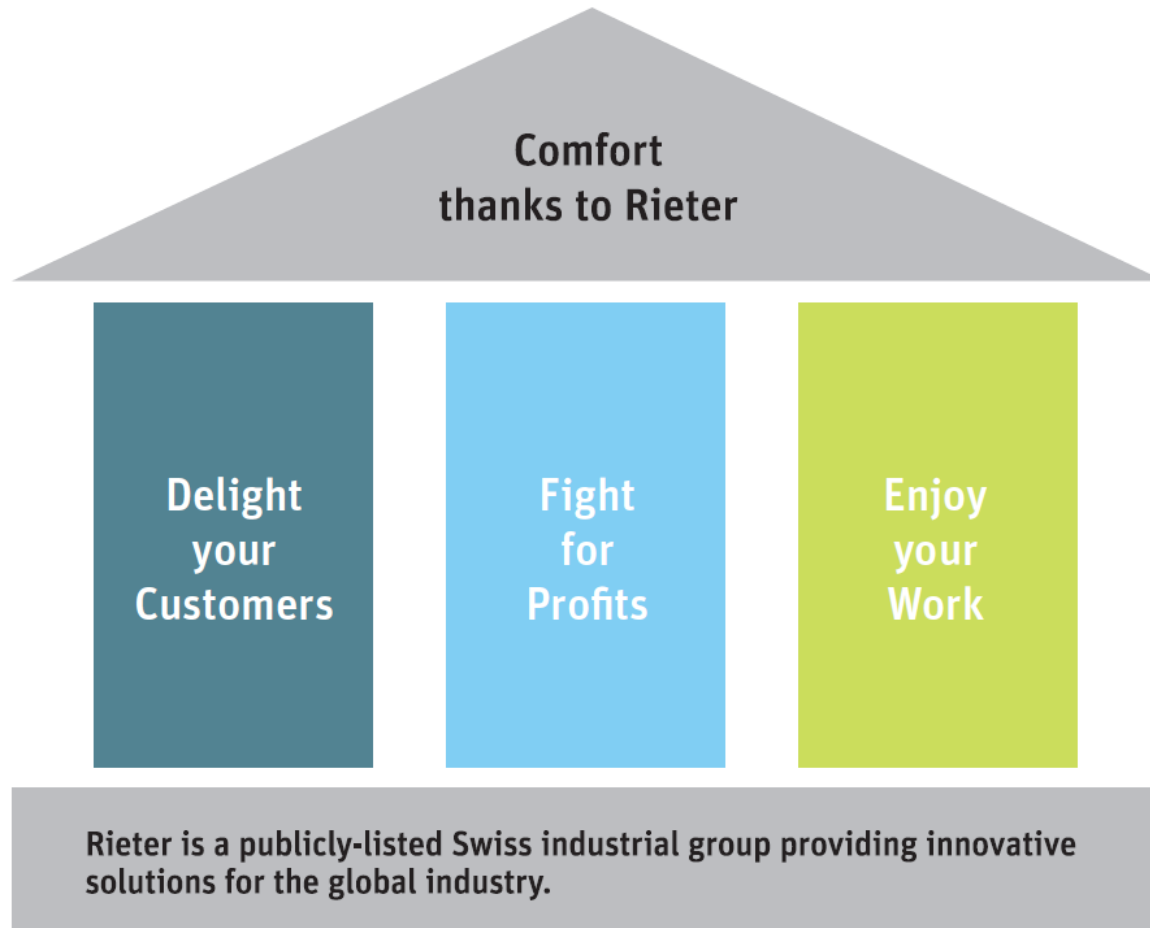 Comfort
thanks to Rieter
Delight
your
Customers
Fight
for
Profits
Enjoy
your
Work
Rieter is a publicly-listed Swiss industrial group providing innovative
solutions for the global industry.